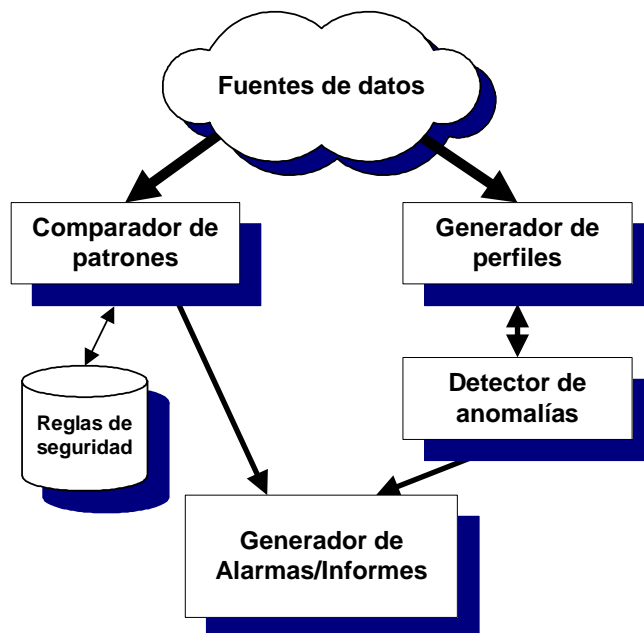 Fuentes de datos
Comparador de
patrones
Generador de
perfiles
Reglas de
seguridad
Detector de
anomalías
Generador de
Alarmas/Informes